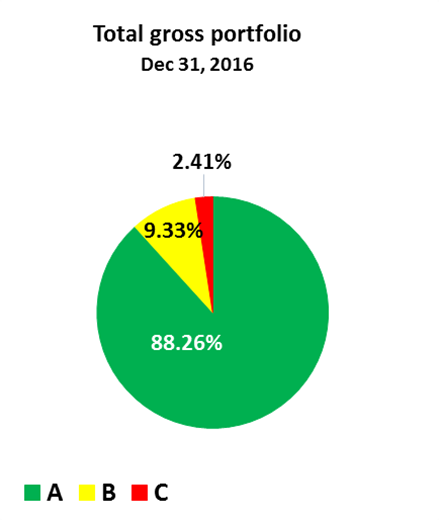 Total gross portfolio
Dec 31, 2016
2.41%
9.33%
88.26%
A B C